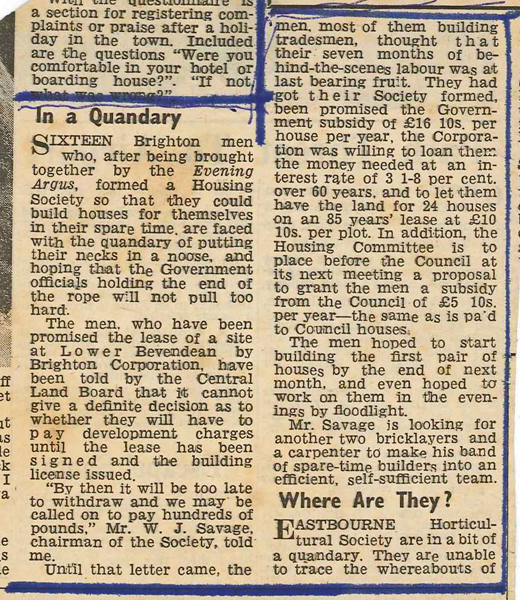 With the questionnaire is
a section for registering com-
plaints or praise after a holi-
day in the town. Included
are the questions "Were you
comfortable in your hotel or
boarding house?". "If not
what was wrong?"
In a Quandary
SIXTEEN Brighton men
who, after being brought
together by the Evening
Argus, formed a Housing
Society so that they could
build houses for themselves
in their spare time, are faced
with the quandary of putting
their necks in a noose, and
hoping that the Government
officials holding the end of
the rope will not pull too
hard.
The men, who have been
promised the lease of a site
at Lower Bevendean by
Brighton Corporation, have
been told by the Central
Land Board that it cannot
give a definite decision as to
whether they will have to
pay development charges
until the lease has been
signed and the building
license issued.
"By then it will be too late
to withdraw and we may be
called on to pay hundreds of
pounds," Mr. W. J. Savage,
chairman of the Society, told
me.
Until that letter came, the
men, most of them building
tradesmen, thought that
their seven months of be-
hind-the-scenes labour was at
last bearing fruit. They had
got their Society formed,
been promised the Govern-
ment subsidy of £16 10s. per
house per year, the Corpora-
tion was willing to loan them
the money needed at an in-
terest rate of 3 1-8 per cent.
over 60 years, and to let them
have the land for 24 houses
on an 85 years' lease at £10
10s. per plot. In addition, the
Housing Committee is to
place before the Council at
its next meeting a proposal
to grant the men a subsidy
from the Council of £5 10s.
per year—the same as is pa'd
to Council houses.
The men hoped to start
building the first pair of
houses by the end of next
month, and even hoped to
work on them in the even-
ings by floodlight.
Mr. Savage is looking for
another two bricklayers and
a carpenter to make his band
of spare-time builders into an
efficient, self-sufficient team.
Where Are They?
EASTBOURNE Horticul-
tural Society are in a bit of
a quandary. They are unable
to trace the whereabouts of